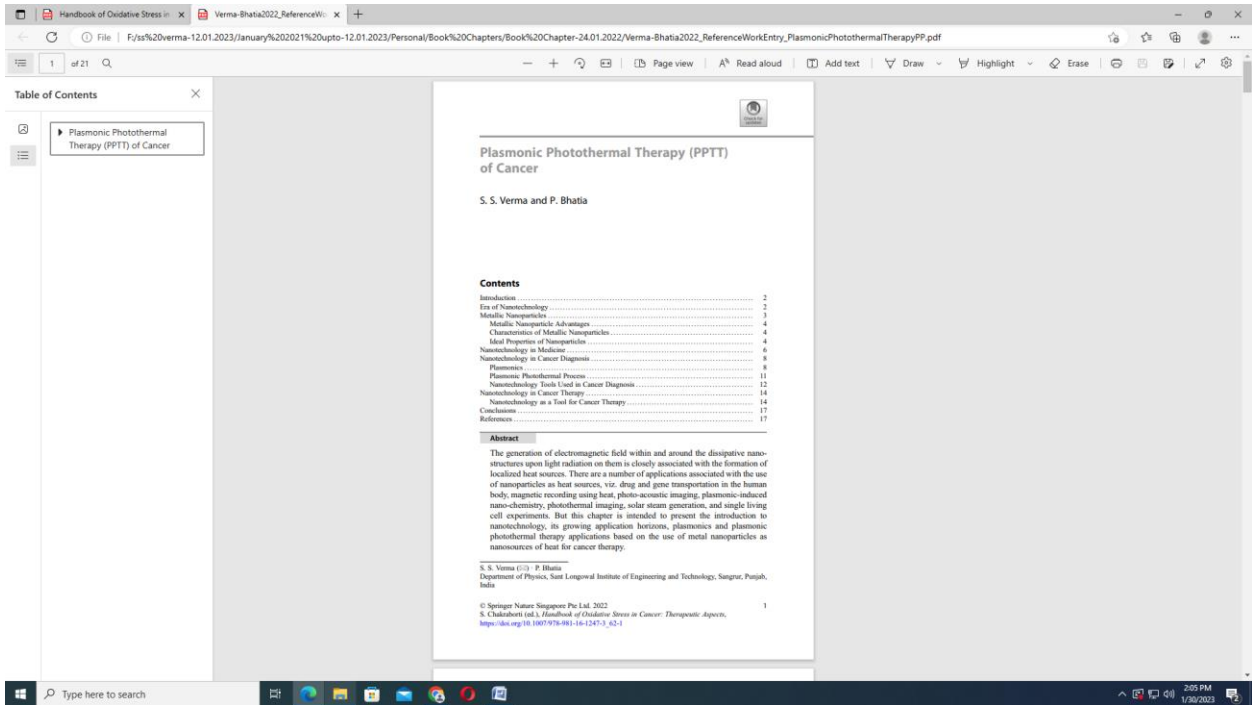 Handbook of Oxidative Stress in
Verma-Bhatia2022_ReferenceWo
File
F:/ss%20verma-12.01.2023/January%202021%20upto-12.01.2023/Personal/Book%20Chapters/Book%20Chapter-24.01.2022/Verma-Bhatia2022_ReferenceWorkEntry_PlasmonicPhotothermalTherapyPP.pdf
1 of 21
Page view
Read aloud
Add text
Draw
Highlight
Erase
Table of Contents
Plasmonic Photothermal
Therapy (PPTT) of Cancer
Check for
updates
Plasmonic Photothermal Therapy (PPTT)
of Cancer
S. S. Verma and P. Bhatia
Contents
Introduction 2
Era of Nanotechnology 2
Metallic Nanoparticles 3
Metallic Nanoparticle Advantages 4
Characteristics of Metallic Nanoparticles 4
Ideal Properties of Nanoparticles 4
Nanotechnology in Medicine 6
Nanotechnology in Cancer Diagnosis 8
Plasmonics 8
Plasmonic Photothermal Process 11
Nanotechnology Tools Used in Cancer Diagnosis 12
Nanotechnology in Cancer Therapy 14
Nanotechnology as a Tool for Cancer Therapy 14
Conclusions 17
References 17
Abstract
The generation of electromagnetic field within and around the dissipative nano-
structures upon light radiation on them is closely associated with the formation of
localized heat sources. There are a number of applications associated with the use
of nanoparticles as heat sources, viz. drug and gene transportation in the human
body, magnetic recording using heat, photo-acoustic imaging, plasmonic-induced
nano-chemistry, photothermal imaging, solar steam generation, and single living
cell experiments. But this chapter is intended to present the introduction to
nanotechnology, its growing application horizons, plasmonics and plasmonic
photothermal therapy applications based on the use of metal nanoparticles as
nanosources of heat for cancer therapy.
S. S. Verma (✉) · P. Bhatia
Department of Physics, Sant Longowal Institute of Engineering and Technology, Sangrur, Punjab,
India
© Springer Nature Singapore Pte Ltd. 2022 1
S. Chakraborti (ed.), Handbook of Oxidative Stress in Cancer: Therapeutic Aspects,
https://doi.org/10.1007/978-981-16-1247-3_62-1
Type here to search
2:05 PM
1/30/2023
2